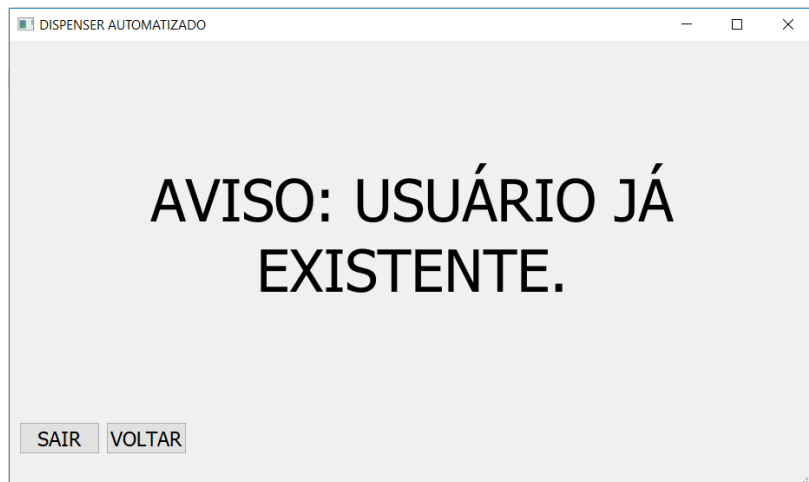 DISPENSER AUTOMATIZADO
AVISO: USUÁRIO JÁ
EXISTENTE.
SAIR VOLTAR